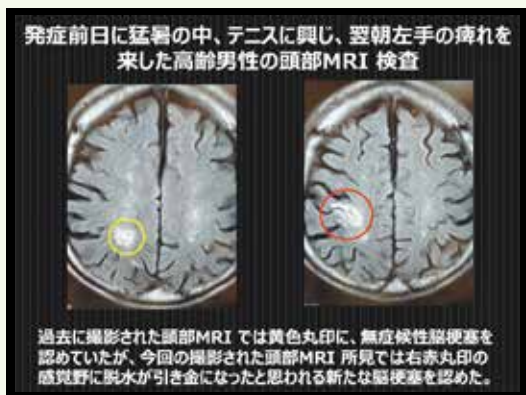 発症前日に猛暑の中、テニスに興じ、翌朝左手の痺れを
来した高齢男性の頭部MRI 検査
過去に撮影された頭部MRI では黄色丸印に、無症候性脳梗塞を
認めていたが、今回の撮影された頭部MRI 所見では右赤丸印の
感覚野に脱水が引き金になったと思われる新たな脳梗塞を認めた。